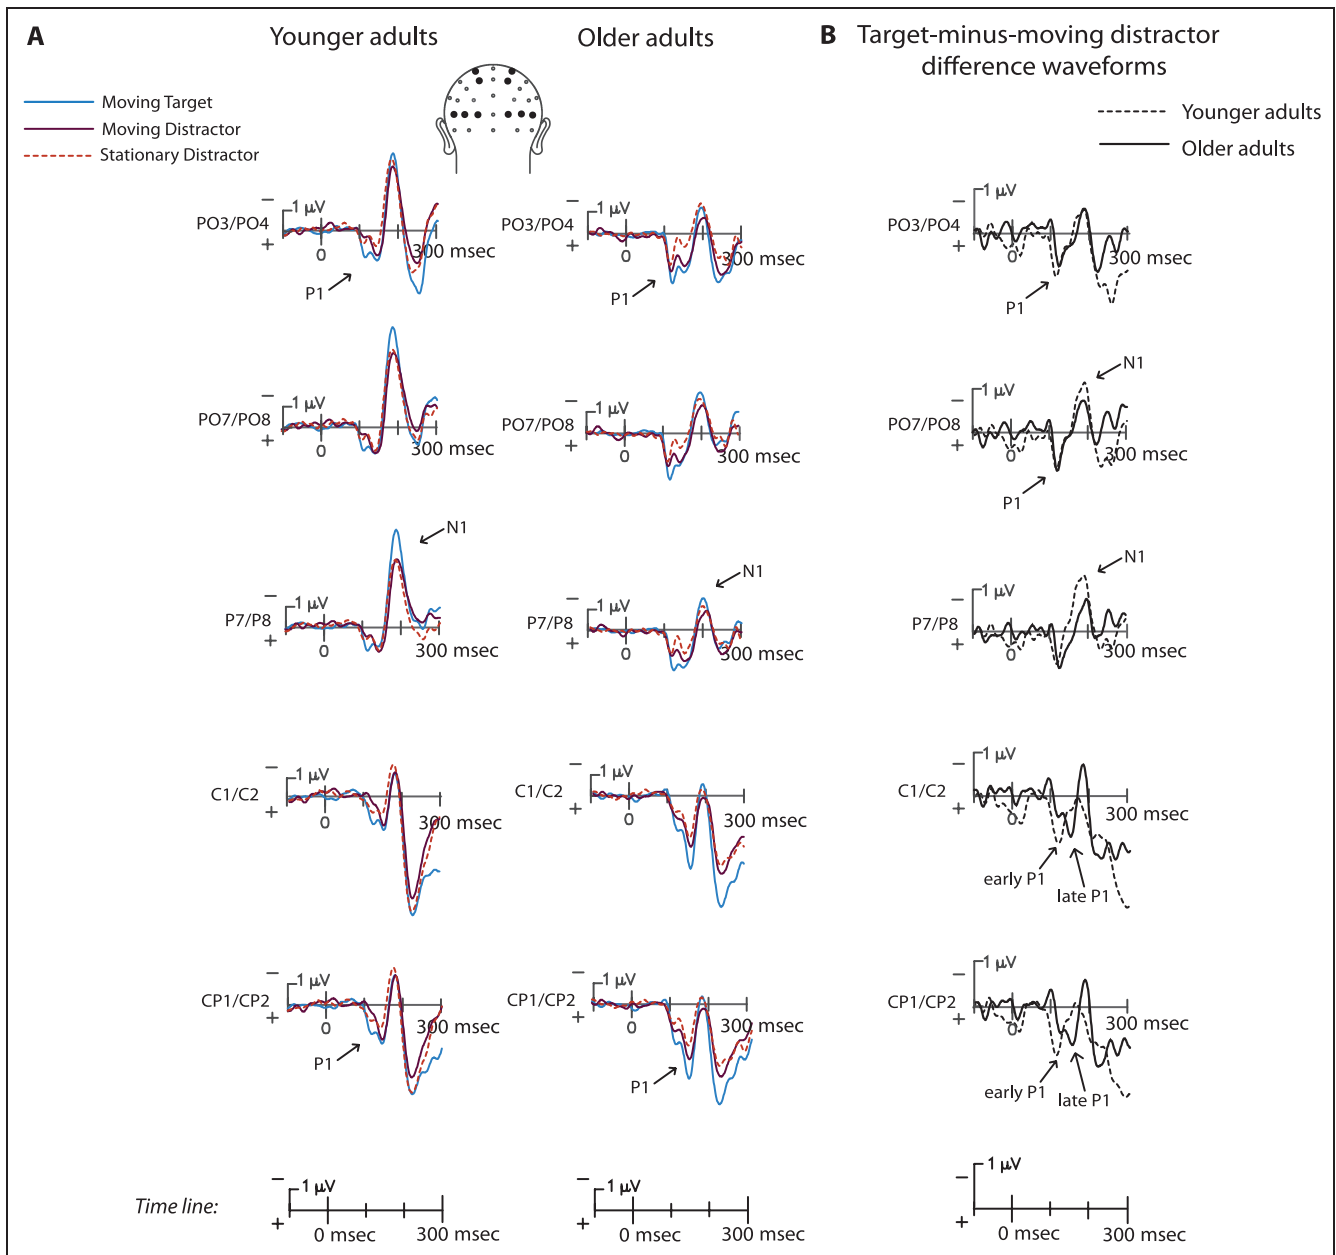 A
Younger adults
Older adults
B
Target-minus-moving distractor
difference waveforms
Moving Target
Moving Distractor
Stationary Distractor
Younger adults
Older adults
− 1 µV
PO3/PO4
+
0
300 msec
P1
− 1 µV
PO3/PO4
+
0
300 msec
P1
− 1 µV
PO3/PO4
+
0
300 msec
P1
− 1 µV
PO7/PO8
+
0
300 msec
− 1 µV
PO7/PO8
+
0
300 msec
N1
− 1 µV
PO7/PO8
+
0
300 msec
P1
N1
− 1 µV
P7/P8
+
0
300 msec
N1
− 1 µV
P7/P8
+
0
300 msec
N1
− 1 µV
P7/P8
+
0
300 msec
− 1 µV
C1/C2
+
0
300 msec
− 1 µV
C1/C2
+
0
300 msec
− 1 µV
C1/C2
+
0
300 msec
early P1
late P1
− 1 µV
CP1/CP2
+
0
300 msec
P1
− 1 µV
CP1/CP2
+
0
300 msec
P1
− 1 µV
CP1/CP2
+
0
300 msec
early P1
late P1
Time line:
− 1 µV
+
0 msec
300 msec
− 1 µV
+
0 msec
300 msec
− 1 µV
+
0 msec
300 msec